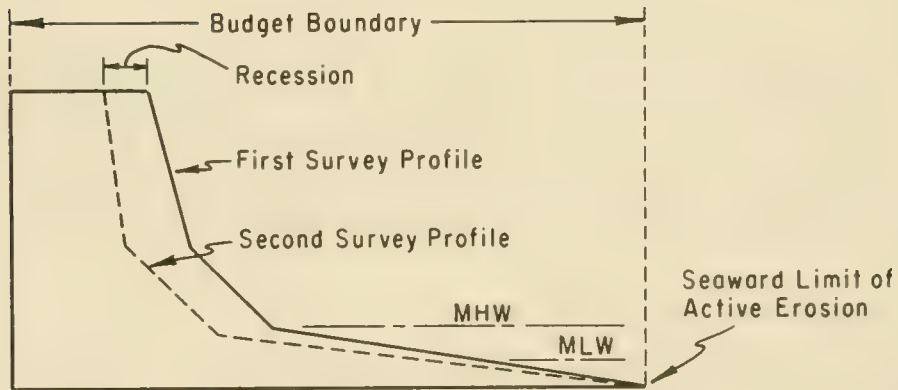 Budget Boundary
Recession
First Survey Profile
Second Survey Profile
Seaward Limit of
Active Erosion
MHW
MLW